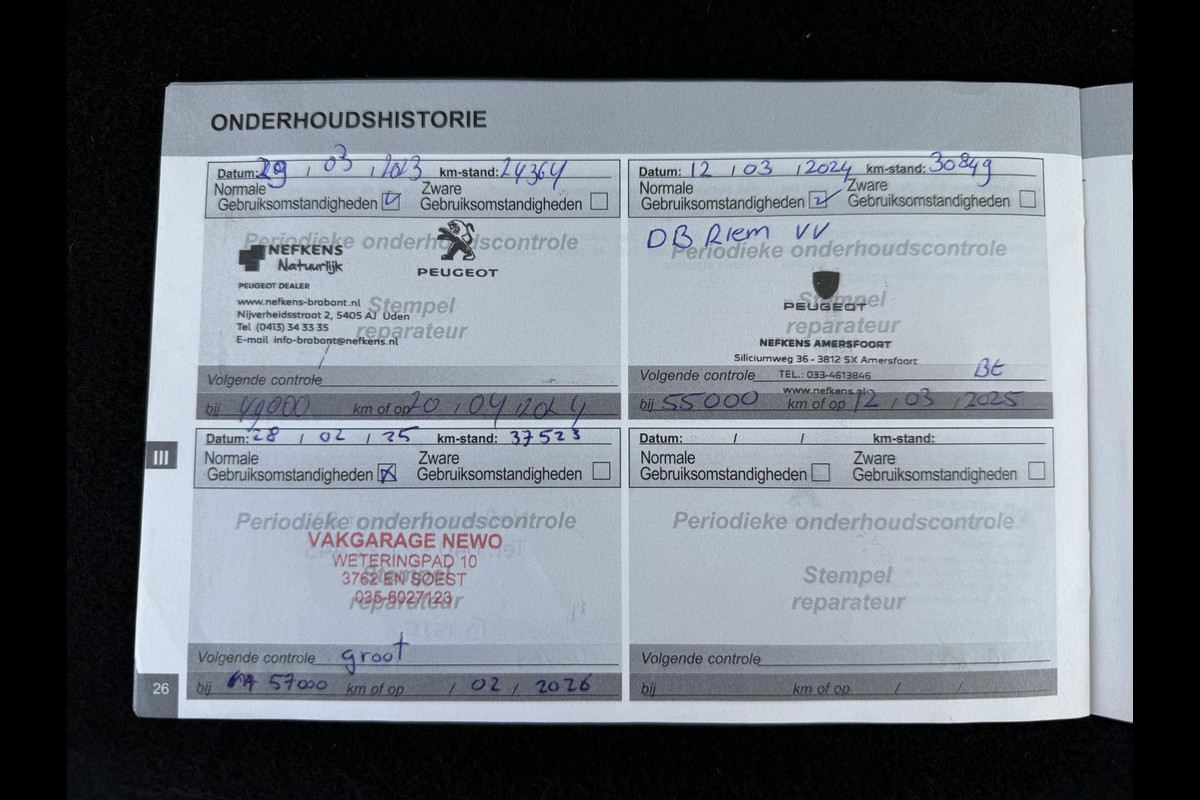 ONDERHOUDSHISTORIE
Datum: 29 / 03 / 2023 km-stand: 24364
Normale Gebruiksomstandigheden Zware Gebruiksomstandigheden
Periodieke onderhoudscontrole
NEFKENS
Natuurlijk
PEUGEOT DEALER
PEUGEOT
www.nefkens-brabant.nl
Nijverheidsstraat 2, 5405 AJ Uden
Tel (0413) 34 33 35
E-mail info-brabant@nefkens.nl
Stempel
reparateur
Volgende controle
bij 49000 km of op 20 / 04 / 2024
Datum: 12 / 03 / 2024 km-stand: 30849
Normale Gebruiksomstandigheden Zware Gebruiksomstandigheden
DB Riem VV
Periodieke onderhoudscontrole
Stempel
PEUGEOT
reparateur
NEFKENS AMERSFOORT
Siliciumweg 36 - 3812 SX Amersfoort
TEL.: 033-4613846
www.nefkens.nl
Volgende controle
bij 55000 km of op 12 / 03 / 2025
III
Datum: 28 / 02 / 25 km-stand: 37523
Normale Gebruiksomstandigheden Zware Gebruiksomstandigheden
Periodieke onderhoudscontrole
VAKGARAGE NEWO
WETERINGPAD 10
3762 EN SOEST
035-6027123
Stempel
reparateur
Volgende controle groot
bij 57000 km of op / 02 / 2026
Datum: / / km-stand:
Normale Gebruiksomstandigheden Zware Gebruiksomstandigheden
Periodieke onderhoudscontrole
Stempel
reparateur
Volgende controle
bij km of op / /
26